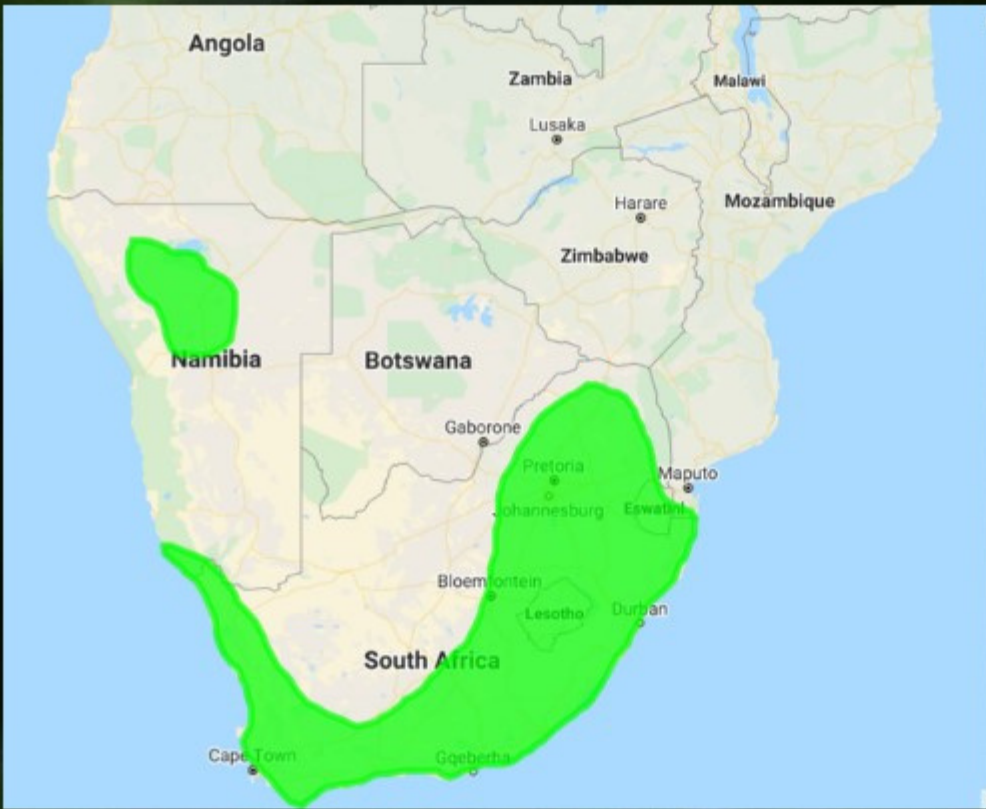 Angola
Zambia
Malawi
Lusaka
Mozambique
Harare
Zimbabwe
Namibia
Botswana
Gaborone
Pretoria
Maputo
Johannesburg
Eswatini
Bloemfontein
Lesotho
Durban
South Africa
Cape Town
Gqeberha